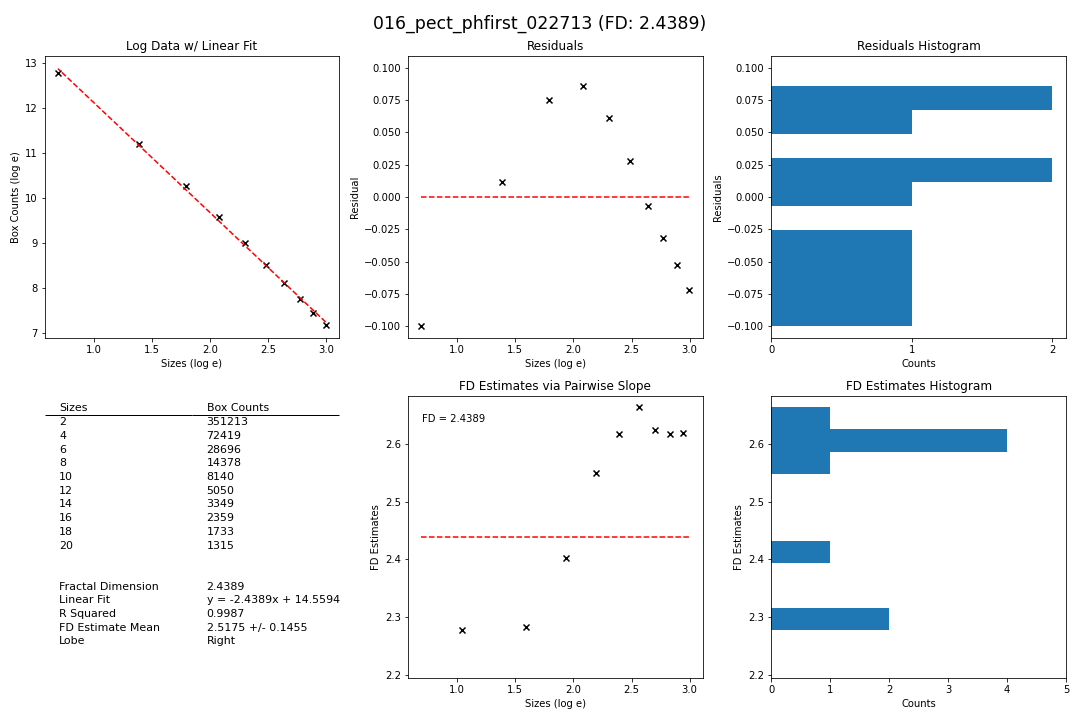 016_pect_phfirst_022713 (FD: 2.4389)
Log Data w/ Linear Fit
13
12
11
10
9
8
7
Box Counts (log e)
1.0 1.5 2.0 2.5 3.0
Sizes (log e)
Residuals
0.100
0.075
0.050
0.025
0.000
−0.025
−0.050
−0.075
−0.100
Residual
1.0 1.5 2.0 2.5 3.0
Sizes (log e)
Residuals Histogram
0.100
0.075
0.050
0.025
0.000
−0.025
−0.050
−0.075
−0.100
Residuals
0 1 2
Counts
Sizes Box Counts
2 351213
4 72419
6 28696
8 14378
10 8140
12 5050
14 3349
16 2359
18 1733
20 1315
Fractal Dimension 2.4389
Linear Fit y = -2.4389x + 14.5594
R Squared 0.9987
FD Estimate Mean 2.5175 +/- 0.1455
Lobe Right
FD Estimates via Pairwise Slope
FD = 2.4389
2.6
2.5
2.4
2.3
2.2
FD Estimates
1.0 1.5 2.0 2.5 3.0
Sizes (log e)
FD Estimates Histogram
2.6
2.5
2.4
2.3
2.2
FD Estimates
0 1 2 3 4 5
Counts